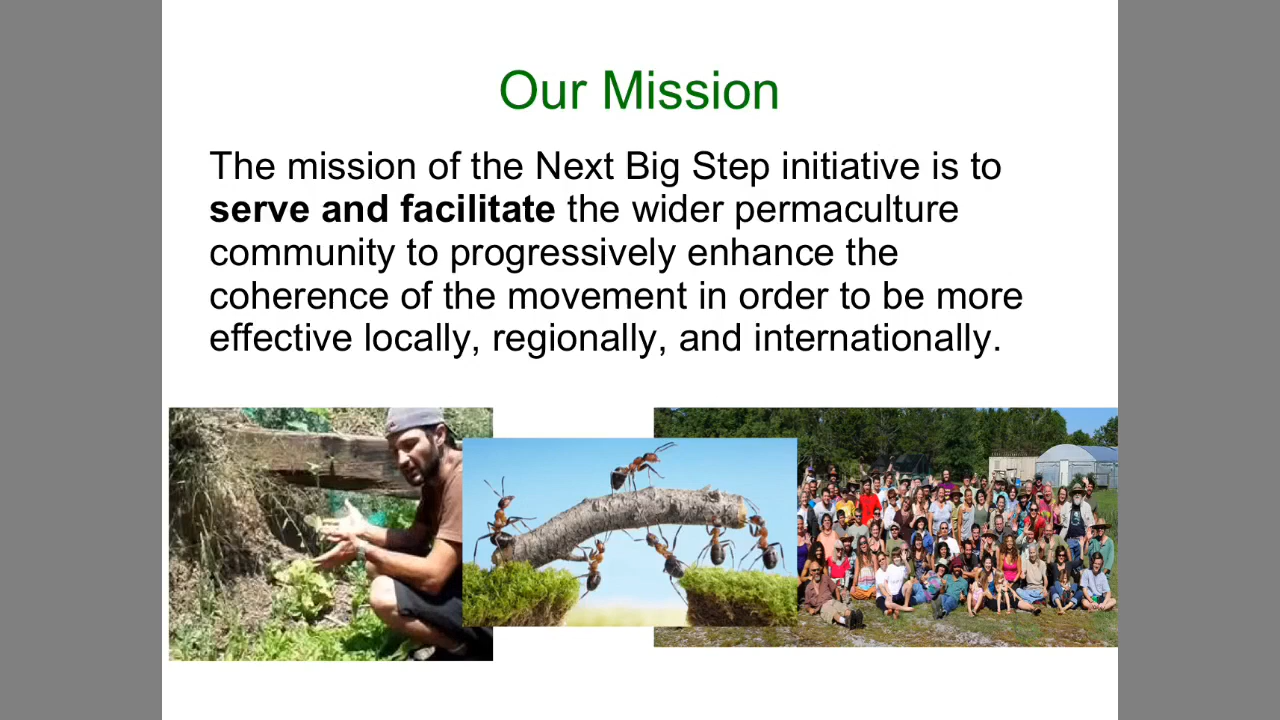 Our Mission
The mission of the Next Big Step initiative is to
serve and facilitate the wider permaculture
community to progressively enhance the
coherence of the movement in order to be more
effective locally, regionally, and internationally.